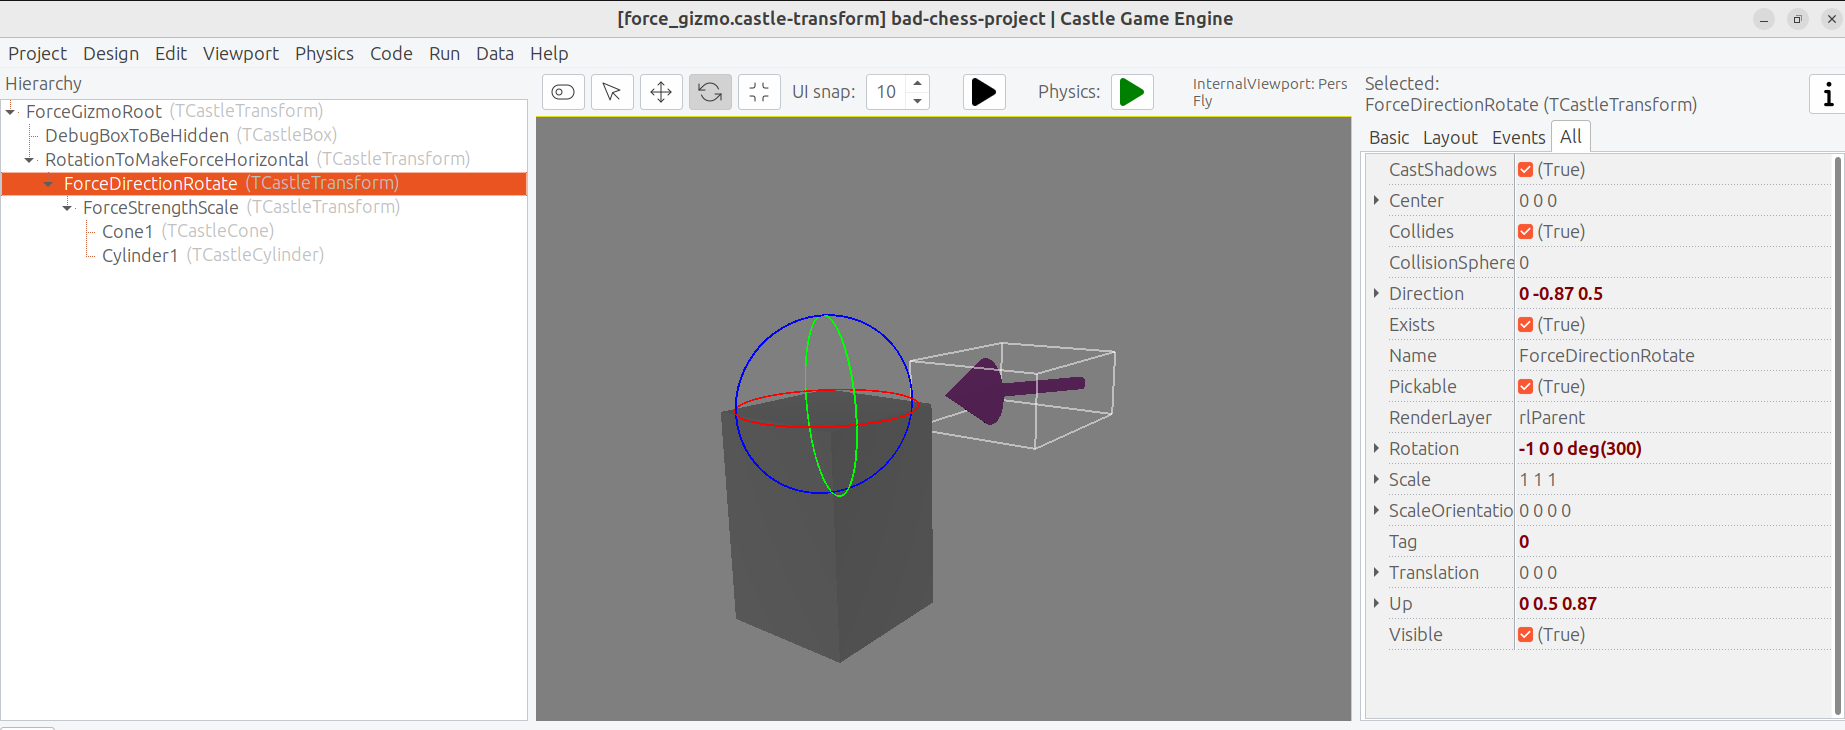 [force_gizmo.castle-transform] bad-chess-project | Castle Game Engine
Project Design Edit Viewport Physics Code Run Data Help
Hierarchy
ForceGizmoRoot (TCastleTransform)
DebugBoxToBeHidden (TCastleBox)
RotationToMakeForceHorizontal (TCastleTransform)
ForceDirectionRotate (TCastleTransform)
ForceStrengthScale (TCastleTransform)
Cone1 (TCastleCone)
Cylinder1 (TCastleCylinder)
UI snap: 10 Physics:
InternalViewport: Pers
Fly
Selected:
ForceDirectionRotate (TCastleTransform)
i
Basic Layout Events All
CastShadows (True)
Center 0 0 0
Collides (True)
CollisionSphere 0
Direction 0 -0.87 0.5
Exists (True)
Name ForceDirectionRotate
Pickable (True)
RenderLayer rlParent
Rotation -1 0 0 deg(300)
Scale 1 1 1
ScaleOrientatio 0 0 0 0
Tag 0
Translation 0 0 0
Up 0 0.5 0.87
Visible (True)